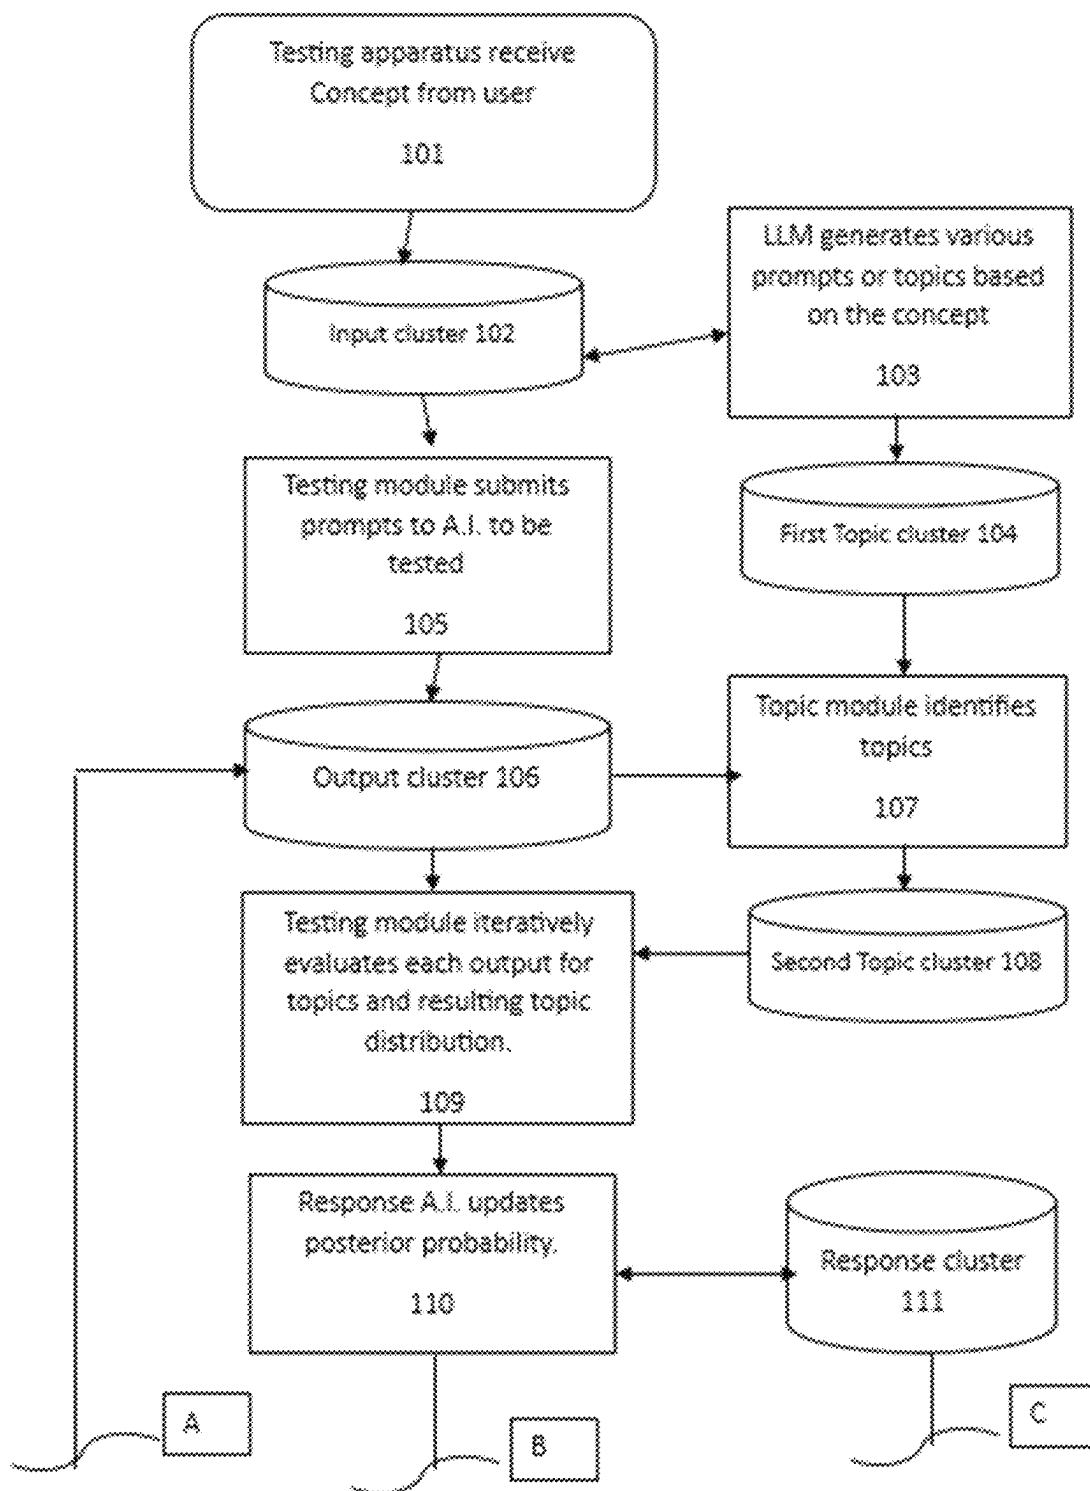 Testing apparatus receive
Concept from user
101
LLM generates various
prompts or topics based
on the concept
103
Input cluster 102
Testing module submits
prompts to A.I. to be
tested
105
First Topic cluster 104
Topic module identifies
topics
107
Output cluster 106
Testing module iteratively
evaluates each output for
topics and resulting topic
distribution.
109
Second Topic cluster 108
Response A.I. updates
posterior probability.
110
Response cluster
111
A
B
C